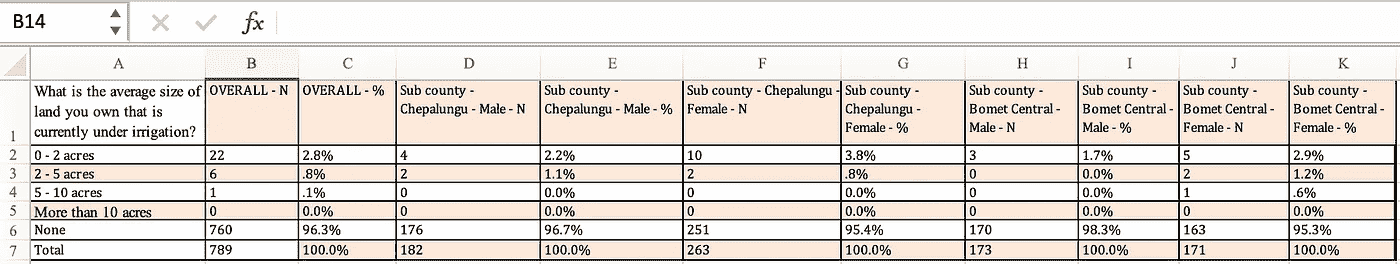 B14 fx
A B C D E F G H I J K
1 What is the average size of land you own that is currently under irrigation? OVERALL - N OVERALL - % Sub county - Chepalungu - Male - N Sub county - Chepalungu - Male - % Sub county - Chepalungu - Female - N Sub county - Chepalungu - Female - % Sub county - Bomet Central - Male - N Sub county - Bomet Central - Male - % Sub county - Bomet Central - Female - N Sub county - Bomet Central - Female - %
2 0 - 2 acres 22 2.8% 4 2.2% 10 3.8% 3 1.7% 5 2.9%
3 2 - 5 acres 6 .8% 2 1.1% 2 .8% 0 0.0% 2 1.2%
4 5 - 10 acres 1 .1% 0 0.0% 0 0.0% 0 0.0% 1 .6%
5 More than 10 acres 0 0.0% 0 0.0% 0 0.0% 0 0.0% 0 0.0%
6 None 760 96.3% 176 96.7% 251 95.4% 170 98.3% 163 95.3%
7 Total 789 100.0% 182 100.0% 263 100.0% 173 100.0% 171 100.0%